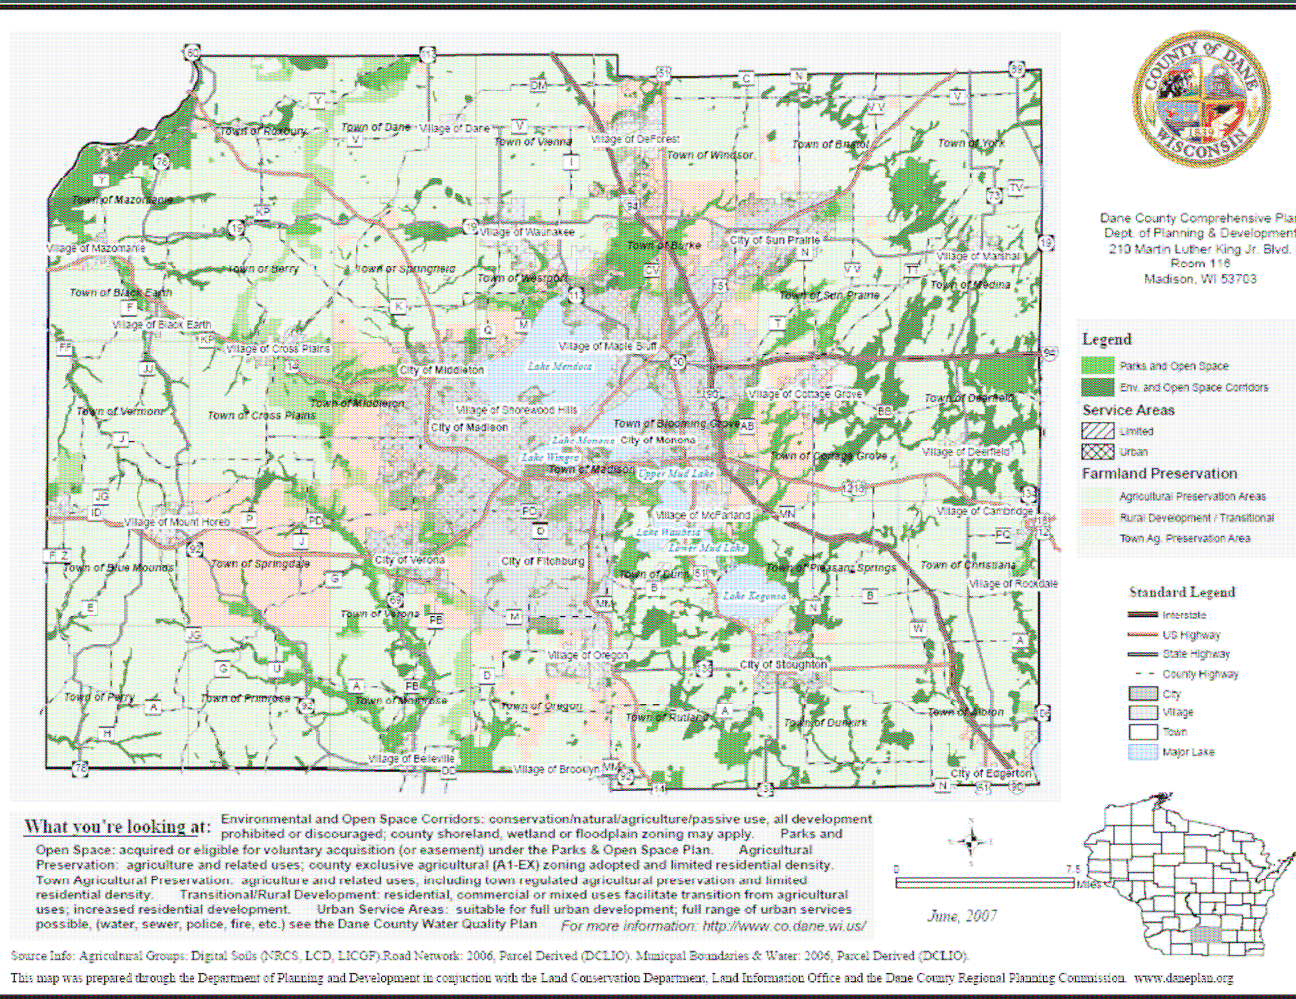 COUNTY of DANE
WISCONSIN
1839
Dane County Comprehensive Plan
Dept. of Planning & Development
210 Martin Luther King Jr. Blvd.
Room 116
Madison, WI 53703
Legend
Parks and Open Space
Env. and Open Space Corridors
Service Areas
Limited
Urban
Farmland Preservation
Agricultural Preservation Areas
Rural Development / Transitional
Town Ag. Preservation Area
Standard Legend
Interstate
US Highway
State Highway
County Highway
City
Village
Town
Major Lake
Town of Roxbury
Town of Dane
Village of Dane
Town of Vienna
Village of DeForest
Town of Windsor
Town of Bristol
Town of York
Town of Mazomanie
Village of Mazomanie
Town of Berry
Town of Springfield
Village of Waunakee
Town of Westport
Town of Burke
City of Sun Prairie
Village of Marshall
Town of Medina
Town of Sun Prairie
Town of Black Earth
Village of Black Earth
Village of Cross Plains
City of Middleton
Lake Mendota
Village of Maple Bluff
Town of Vermont
Town of Cross Plains
Town of Middleton
Village of Shorewood Hills
City of Madison
Town of Blooming Grove
Village of Cottage Grove
Town of Deerfield
Lake Monona
City of Monona
Lake Wingra
Town of Madison
Upper Mud Lake
Town of Cottage Grove
Village of Deerfield
Village of Mount Horeb
Village of McFarland
Village of Cambridge
Lake Waubesa
Lower Mud Lake
Town of Blue Mounds
Town of Springdale
City of Verona
City of Fitchburg
Town of Dunn
Town of Pleasant Springs
Town of Christiana
Village of Rockdale
Lake Kegonsa
Town of Verona
Village of Oregon
City of Stoughton
Town of Perry
Town of Primrose
Town of Montrose
Town of Oregon
Town of Rutland
Town of Dunkirk
Town of Albion
Village of Belleville
Village of Brooklyn
City of Edgerton
What you're looking at: Environmental and Open Space Corridors: conservation/natural/agriculture/passive use, all development
prohibited or discouraged; county shoreland, wetland or floodplain zoning may apply. Parks and
Open Space: acquired or eligible for voluntary acquisition (or easement) under the Parks & Open Space Plan. Agricultural
Preservation: agriculture and related uses; county exclusive agricultural (A1-EX) zoning adopted and limited residential density.
Town Agricultural Preservation: agriculture and related uses, including town regulated agricultural preservation and limited
residential density. Transitional/Rural Development: residential, commercial or mixed uses facilitate transition from agricultural
uses; increased residential development. Urban Service Areas: suitable for full urban development; full range of urban services
possible, (water, sewer, police, fire, etc.) see the Dane County Water Quality Plan For more information: http://www.co.dane.wi.us/
0 7.5
Miles
June, 2007
Source Info: Agricultural Groups: Digital Soils (NRCS, LCD, LICGF).Road Network: 2006, Parcel Derived (DCLIO). Municpal Boundaries & Water: 2006, Parcel Derived (DCLIO).
This map was prepared through the Department of Planning and Development in conjuction with the Land Conservation Department, Land Information Office and the Dane County Regional Planning Commission. www.daneplan.org